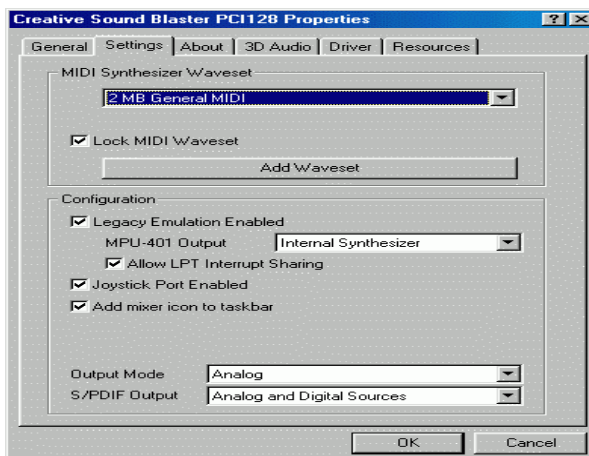 Creative Sound Blaster PCI128 Properties
General Settings About 3D Audio Driver Resources
MIDI Synthesizer Waveset
2 MB General MIDI
Lock MIDI Waveset
Add Waveset
Configuration
Legacy Emulation Enabled
MPU-401 Output Internal Synthesizer
Allow LPT Interrupt Sharing
Joystick Port Enabled
Add mixer icon to taskbar
Output Mode Analog
S/PDIF Output Analog and Digital Sources
OK Cancel